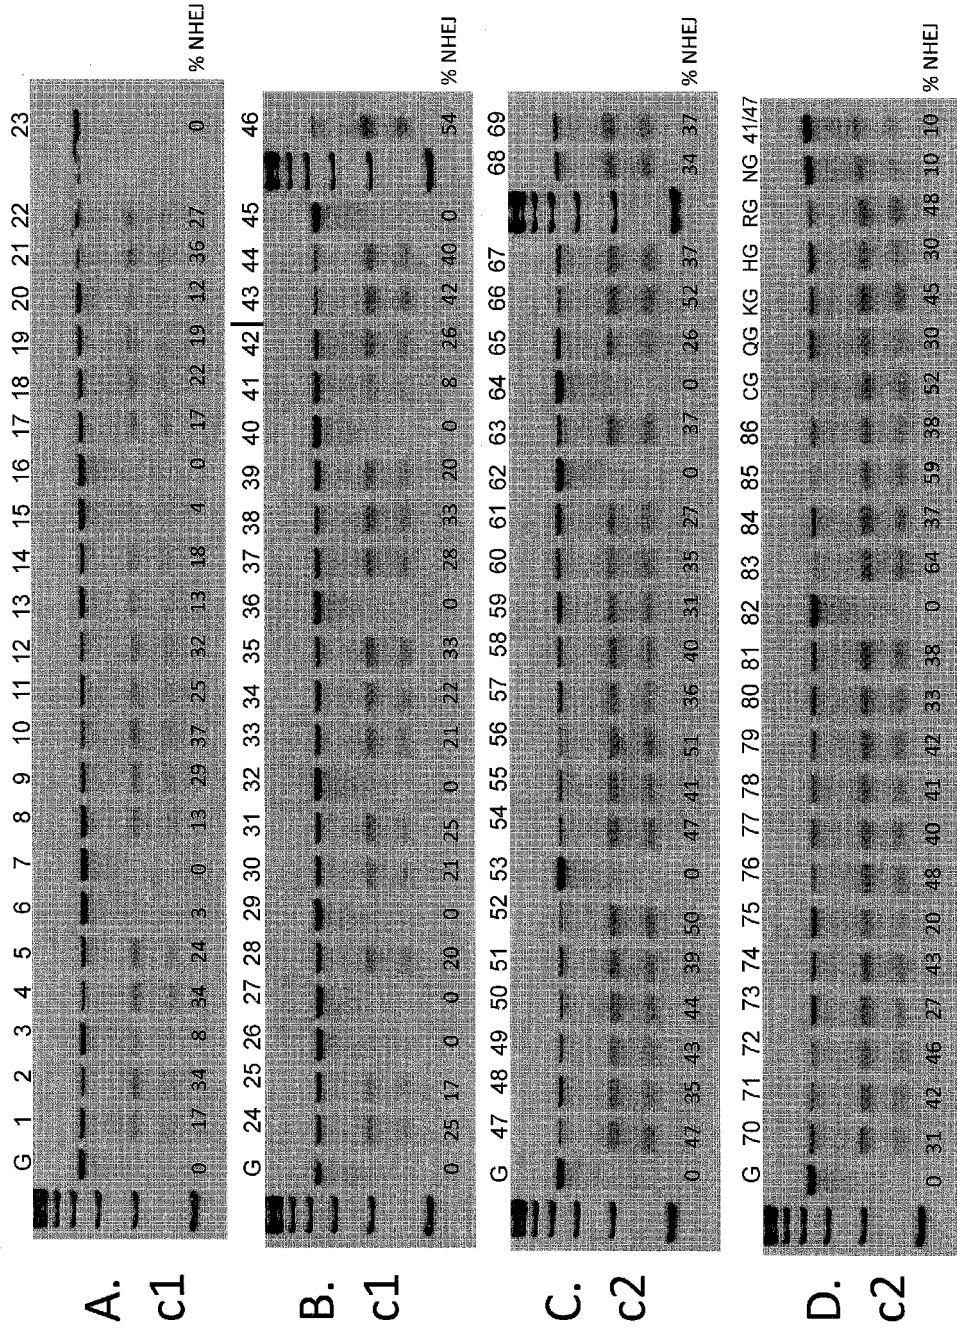 A.
c1
G 1 2 3 4 5 6 7 8 9 10 11 12 13 14 15 16 17 18 19 20 21 22 23
0 17 34 8 34 24 3 0 13 29 37 25 32 13 18 4 0 17 22 19 12 36 27 0 % NHEJ
B.
c1
G 24 25 26 27 28 29 30 31 32 33 34 35 36 37 38 39 40 41 42 43 44 45 46
0 25 17 0 0 20 0 21 25 0 21 22 33 0 28 33 20 0 8 26 42 40 0 54 % NHEJ
C.
c2
G 47 48 49 50 51 52 53 54 55 56 57 58 59 60 61 62 63 64 65 66 67 68 69
0 47 35 43 44 39 50 0 47 41 51 36 40 31 35 27 0 37 0 26 52 37 34 37 % NHEJ
D.
c2
G 70 71 72 73 74 75 76 77 78 79 80 81 82 83 84 85 86 CG QG KG HG RG NG 41/47
0 31 42 46 27 43 20 48 40 41 42 33 38 0 64 37 59 38 52 30 45 30 48 10 10 % NHEJ